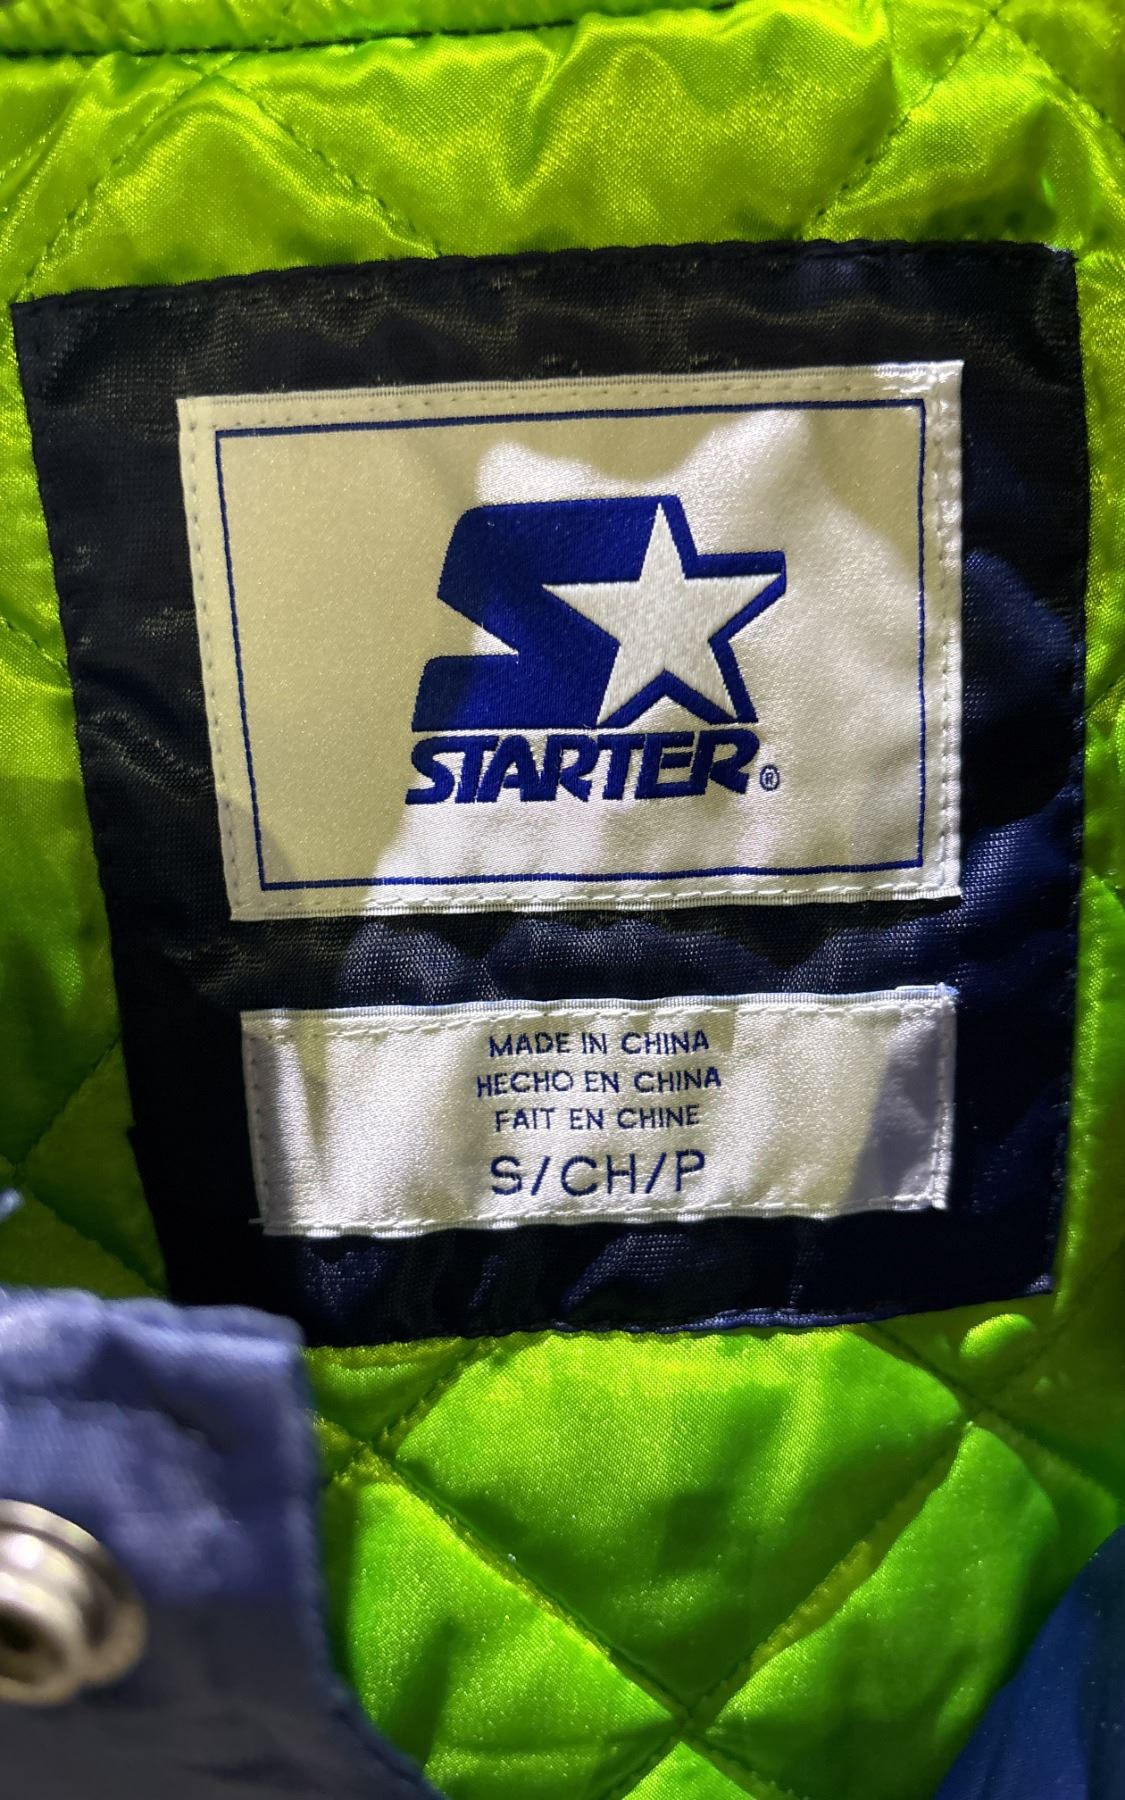 STARTER®
MADE IN CHINA
HECHO EN CHINA
FAIT EN CHINE
S/CH/P